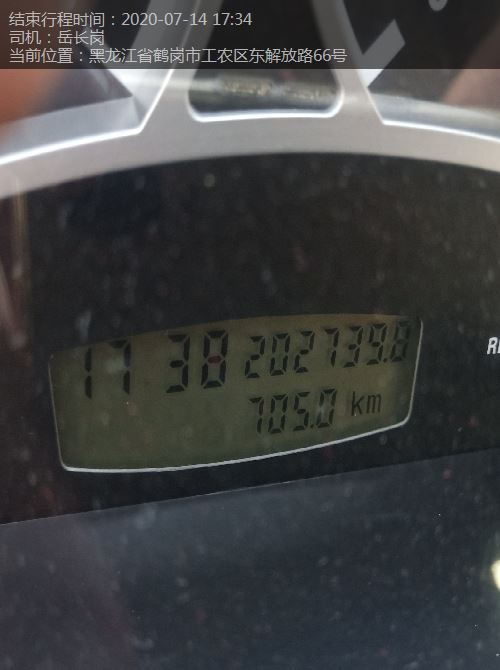 结束行程时间：2020-07-14 17:34
司机：岳长岗
当前位置：黑龙江省鹤岗市工农区东解放路66号
17 38 202739.8
705.0 km